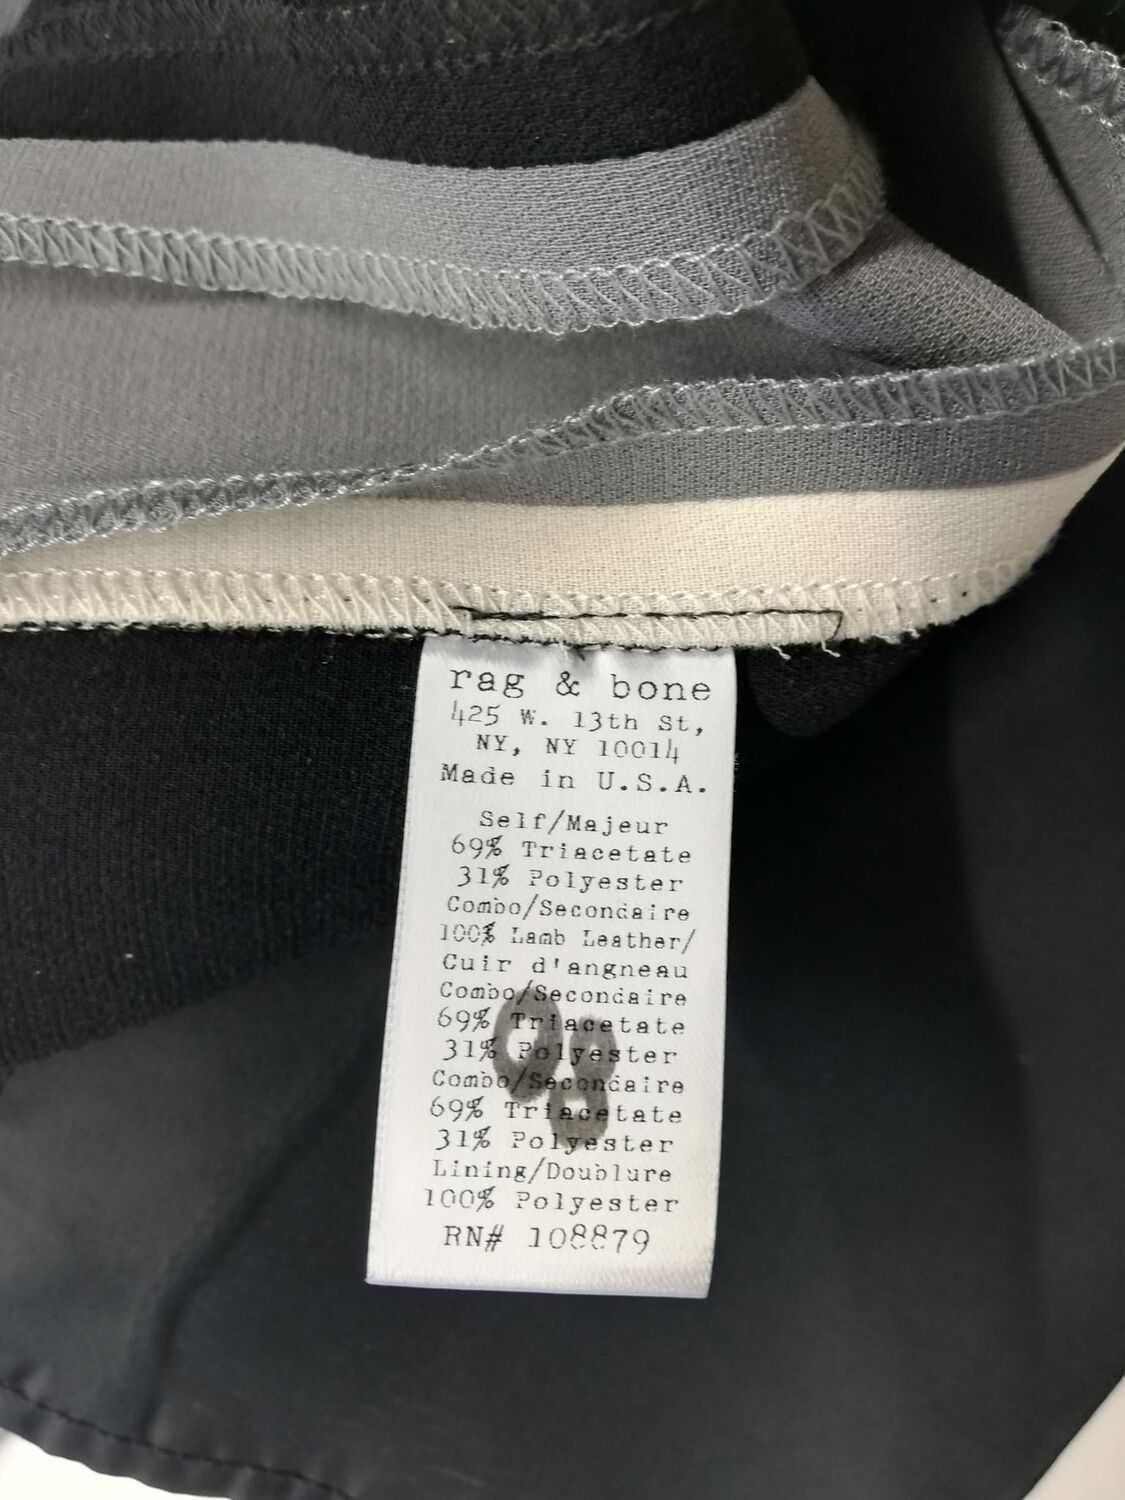 rag & bone
425 W. 13th St,
NY, NY 10014
Made in U.S.A.
Self/Majeur
69% Triacetate
31% Polyester
Combo/Secondaire
100% Lamb Leather/
Cuir d'angneau
Combo/Secondaire
69% Triacetate
31% Polyester
Combo/Secondaire
69% Triacetate
31% Polyester
Lining/Doublure
100% Polyester
RN# 108879